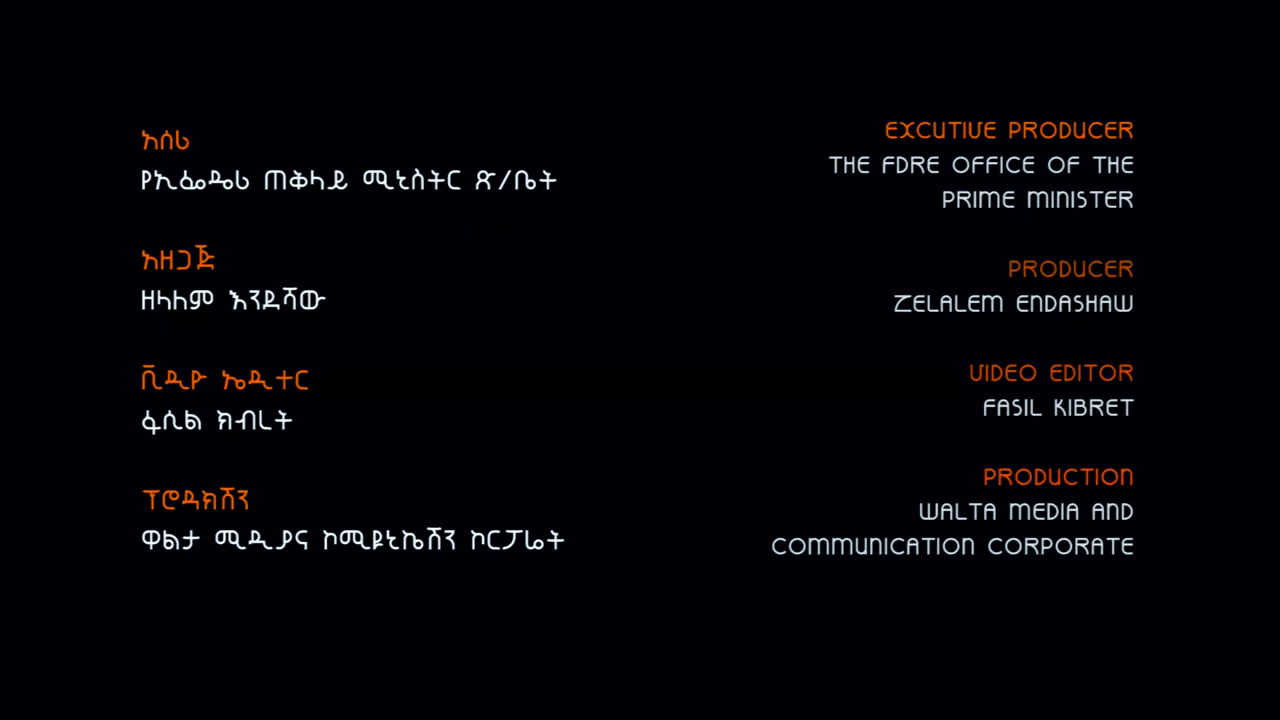 አሰሪ
የኢፌዴሪ ጠቅላይ ሚኒስትር ጽ/ቤት
አዘጋጅ
ዘላለም እንደሻው
ቪዲዮ ኤዲተር
ፋሲል ክብረት
ፕሮዳክሽን
ዋልታ ሚዲያና ኮሚዩኒኬሽን ኮርፖሬት
EXCUTIVE PRODUCER
THE FDRE OFFICE OF THE
PRIME MINISTER
PRODUCER
ZELALEM ENDASHAW
VIDEO EDITOR
FASIL KIBRET
PRODUCTION
WALTA MEDIA AND
COMMUNICATION CORPORATE